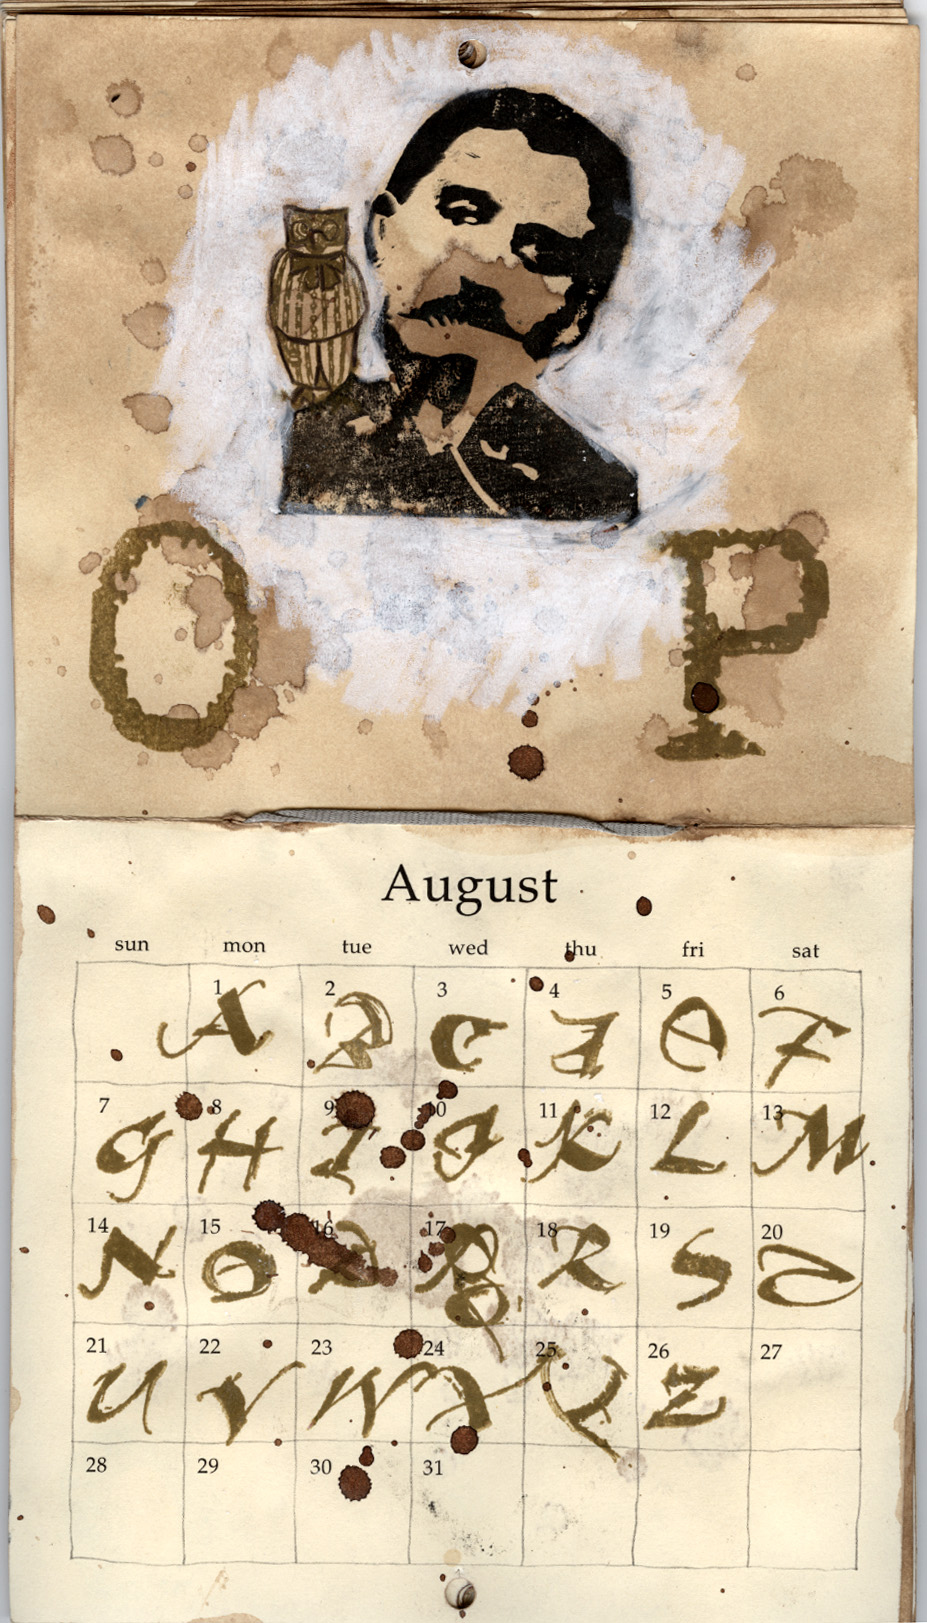 O P
August
sun mon tue wed thu fri sat
1 2 3 4 5 6
A B C D E F
7 8 9 10 11 12 13
G H I J K L M
14 15 16 17 18 19 20
N O P Q R S T
21 22 23 24 25 26 27
U V W X Y Z
28 29 30 31